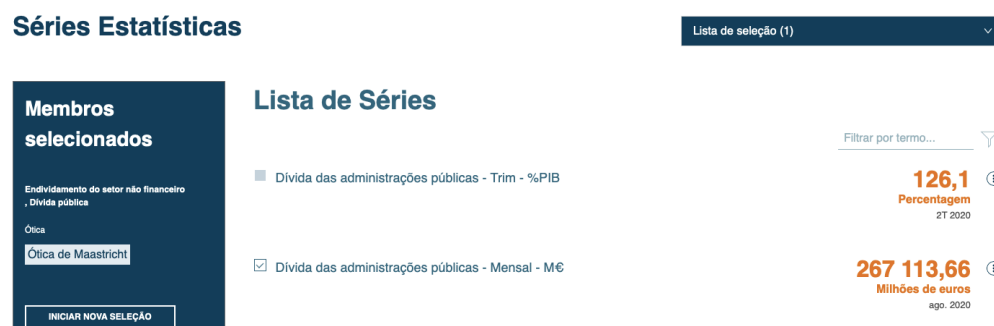 Séries Estatísticas
Lista de seleção (1)
Membros
selecionados
Endividamento do setor não financeiro
, Dívida pública
Ótica
Ótica de Maastricht
INICIAR NOVA SELEÇÃO
Lista de Séries
Filtrar por termo...
Dívida das administrações públicas - Trim - %PIB
126,1
Percentagem
2T 2020
Dívida das administrações públicas - Mensal - M€
267 113,66
Milhões de euros
ago. 2020